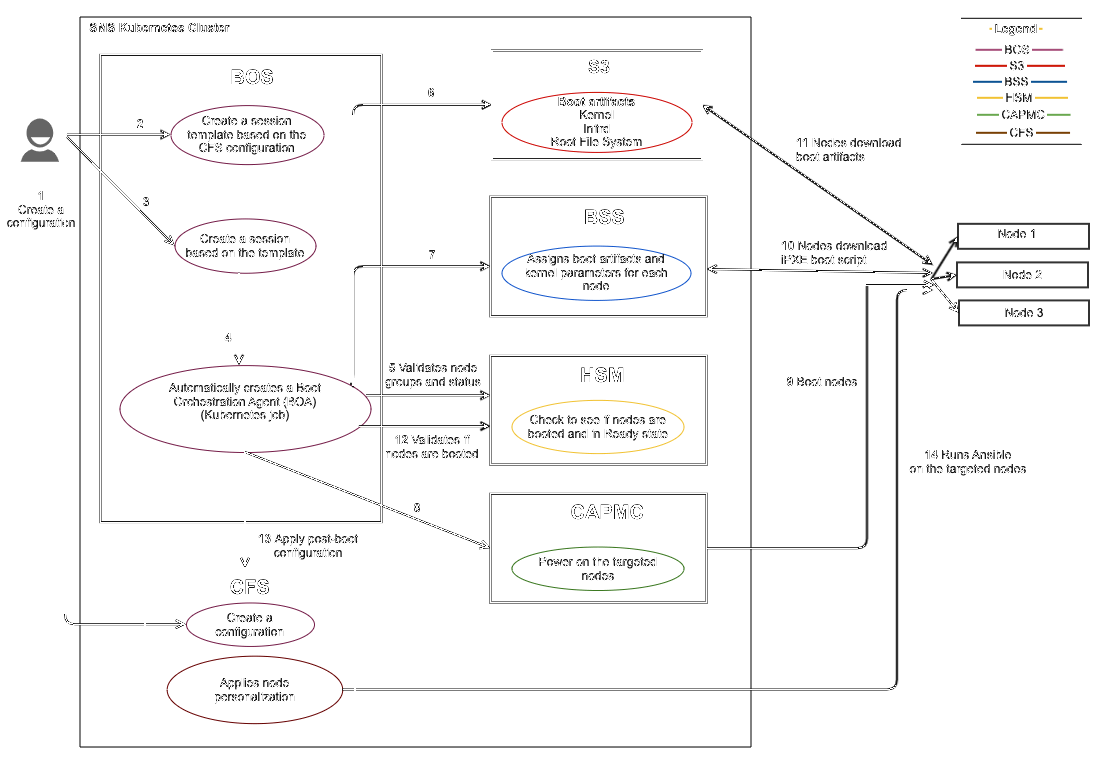 SMS Kubernetes Cluster
BOS
Create a session
template based on the
CFS configuration
2
1
Create a
configuration
3
Create a session
based on the template
4
Automatically creates a Boot
Orchestration Agent (BOA)
(Kubernetes job)
6
7
5 Validates node
groups and status
12 Validates if
nodes are booted
8
13 Apply post-boot
configuration
CFS
Create a
configuration
Applies node
personalization
S3
Boot artifacts
Kernel
Initrd
Root File System
BSS
Assigns boot artifacts and
kernel parameters for each
node
HSM
Check to see if nodes are
booted and in Ready state
CAPMC
Power on the targeted
nodes
11 Nodes download
boot artifacts
10 Nodes download
iPXE boot script
9 Boot nodes
14 Runs Ansible
on the targeted nodes
Legend
BOS
S3
BSS
HSM
CAPMC
CFS
Node 1
Node 2
Node 3